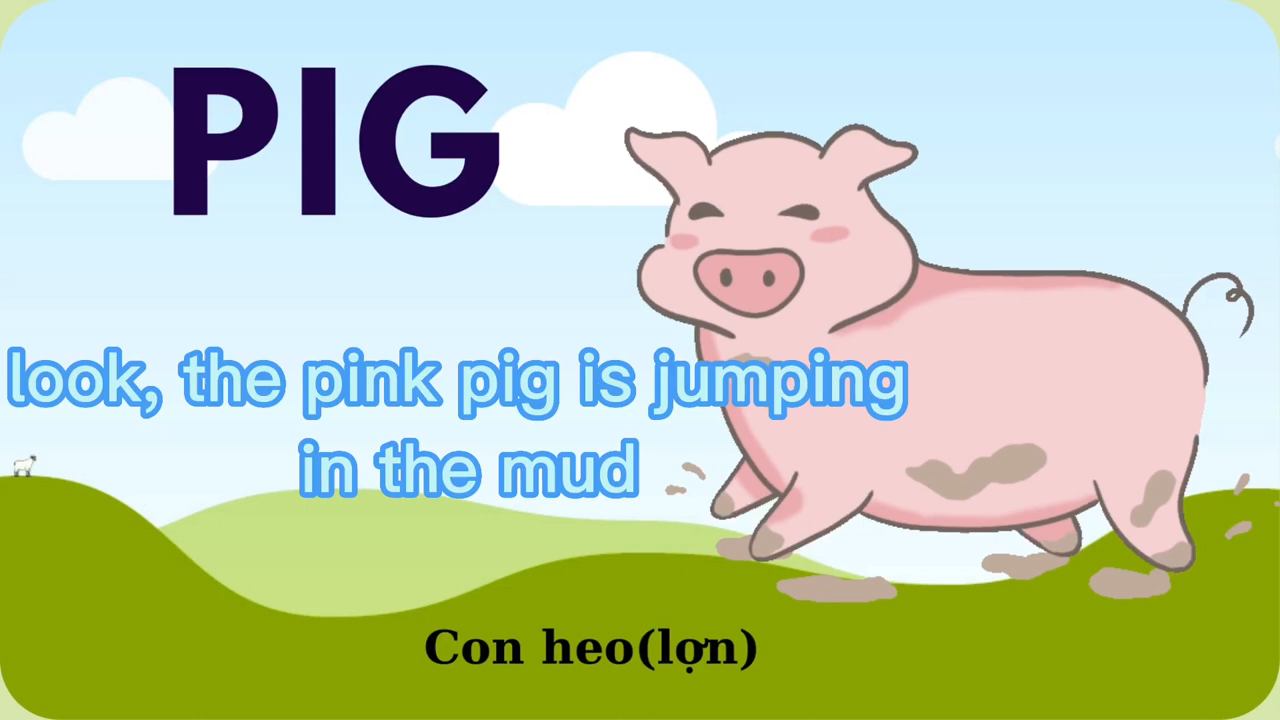 PIG
look, the pink pig is jumping
in the mud
Con heo(lợn)